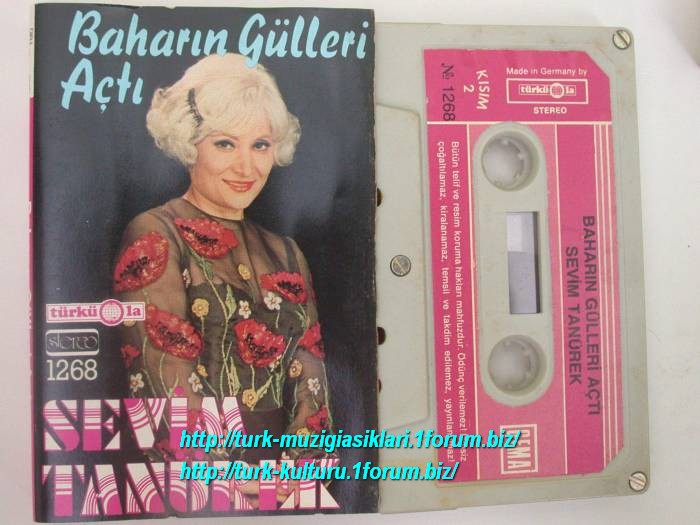 Baharın Gülleri
Açtı
türkü la
stereo
1268
SEVİM
TANÜREK
http://turk-muzigiasiklari.1forum.biz/
http://turk-kulturu.1forum.biz/
Made in Germany by
türkü la
STEREO
KISIM
2
№ 1268
Bütün telif ve resim koruma hakları mahfuzdur. Ödünç verilemez!
çoğaltılamaz, kiralanamaz, temsil ve takdim edilemez,
BAHARIN GÜLLERİ AÇTI
SEVİM TANÜREK